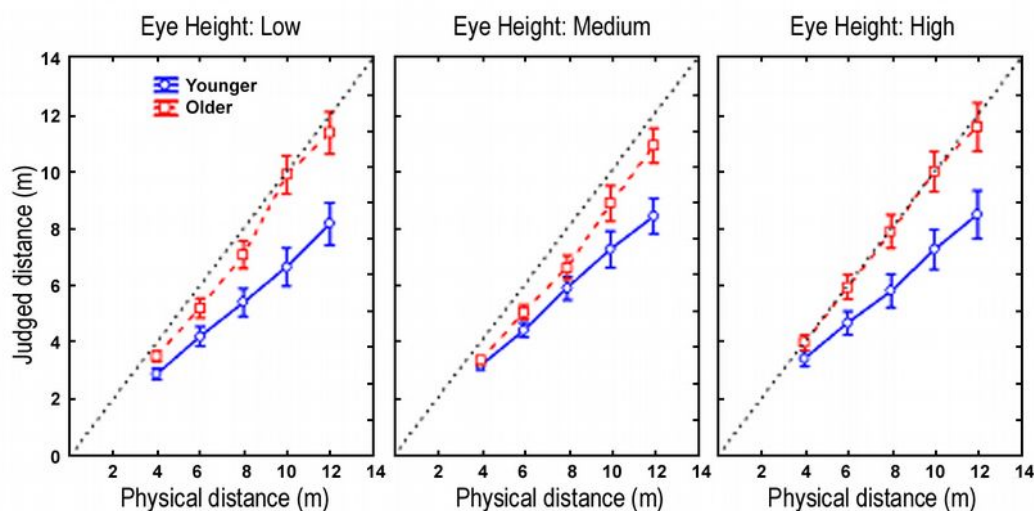 Eye Height: Low
Eye Height: Medium
Eye Height: High
14
12
10
8
6
4
2
0
Judged distance (m)
Younger
Older
2 4 6 8 10 12 14
2 4 6 8 10 12 14
2 4 6 8 10 12 14
Physical distance (m)
Physical distance (m)
Physical distance (m)